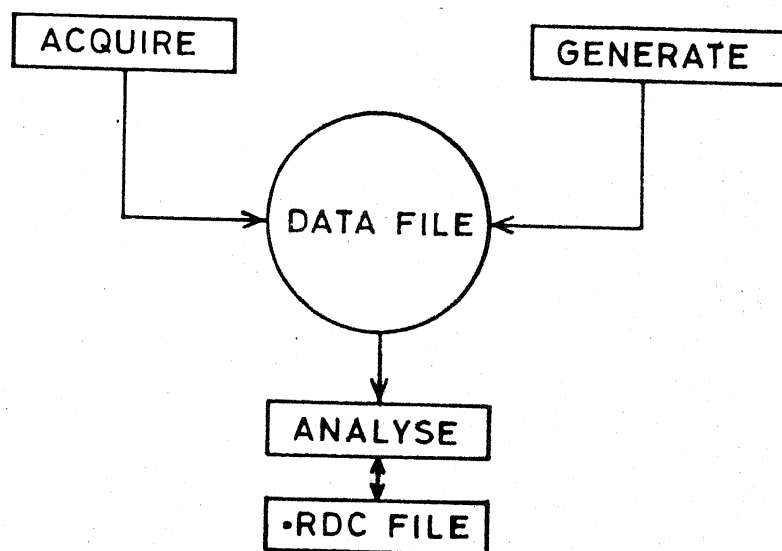 ACQUIRE
GENERATE
DATA FILE
ANALYSE
•RDC FILE